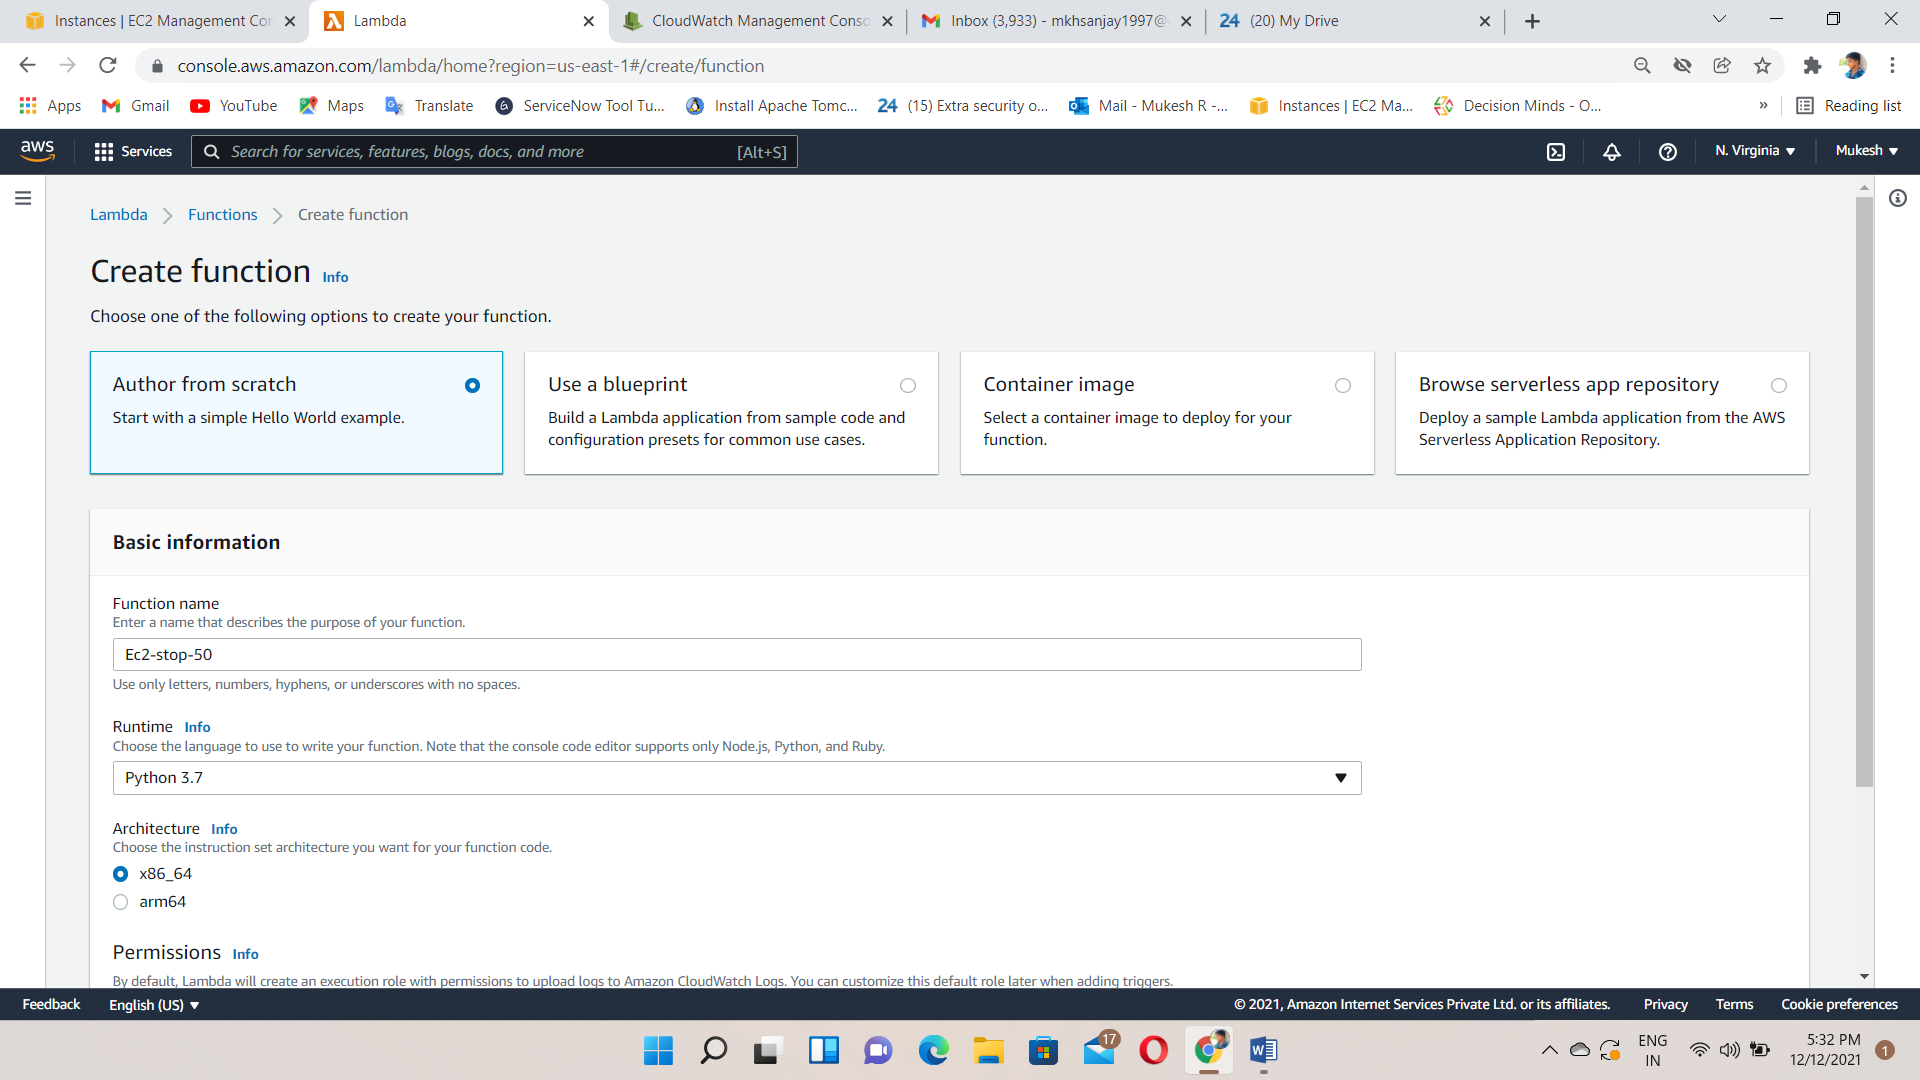 Instances | EC2 Management Con
Lambda
CloudWatch Management Conso
Inbox (3,933) - mkhsanjay1997@
24 (20) My Drive
console.aws.amazon.com/lambda/home?region=us-east-1#/create/function
Apps
Gmail
YouTube
Maps
Translate
ServiceNow Tool Tu...
Install Apache Tomc...
24 (15) Extra security o...
Mail - Mukesh R -...
Instances | EC2 Ma...
Decision Minds - O...
»
Reading list
aws
Services
Search for services, features, blogs, docs, and more
[Alt+S]
N. Virginia
Mukesh
Lambda
Functions
Create function
Create function Info
Choose one of the following options to create your function.
Author from scratch
Start with a simple Hello World example.
Use a blueprint
Build a Lambda application from sample code and
configuration presets for common use cases.
Container image
Select a container image to deploy for your
function.
Browse serverless app repository
Deploy a sample Lambda application from the AWS
Serverless Application Repository.
Basic information
Function name
Enter a name that describes the purpose of your function.
Ec2-stop-50
Use only letters, numbers, hyphens, or underscores with no spaces.
Runtime Info
Choose the language to use to write your function. Note that the console code editor supports only Node.js, Python, and Ruby.
Python 3.7
Architecture Info
Choose the instruction set architecture you want for your function code.
x86_64
arm64
Permissions Info
By default, Lambda will create an execution role with permissions to upload logs to Amazon CloudWatch Logs. You can customize this default role later when adding triggers.
Feedback
English (US)
© 2021, Amazon Internet Services Private Ltd. or its affiliates.
Privacy
Terms
Cookie preferences
17
W
ENG
IN
5:32 PM
12/12/2021
1